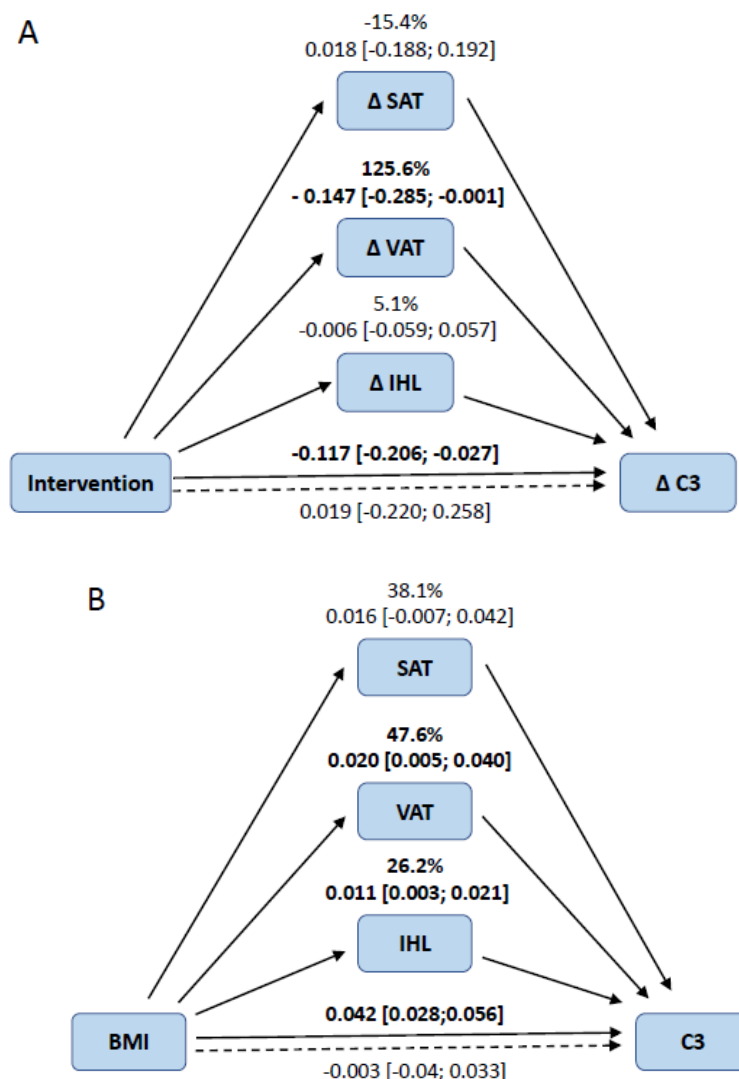 A
-15.4%
0.018 [-0.188; 0.192]
Δ SAT
125.6%
- 0.147 [-0.285; -0.001]
Δ VAT
5.1%
-0.006 [-0.059; 0.057]
Δ IHL
-0.117 [-0.206; -0.027]
Intervention
Δ C3
0.019 [-0.220; 0.258]
B
38.1%
0.016 [-0.007; 0.042]
SAT
47.6%
0.020 [0.005; 0.040]
VAT
26.2%
0.011 [0.003; 0.021]
IHL
0.042 [0.028;0.056]
BMI
C3
-0.003 [-0.04; 0.033]